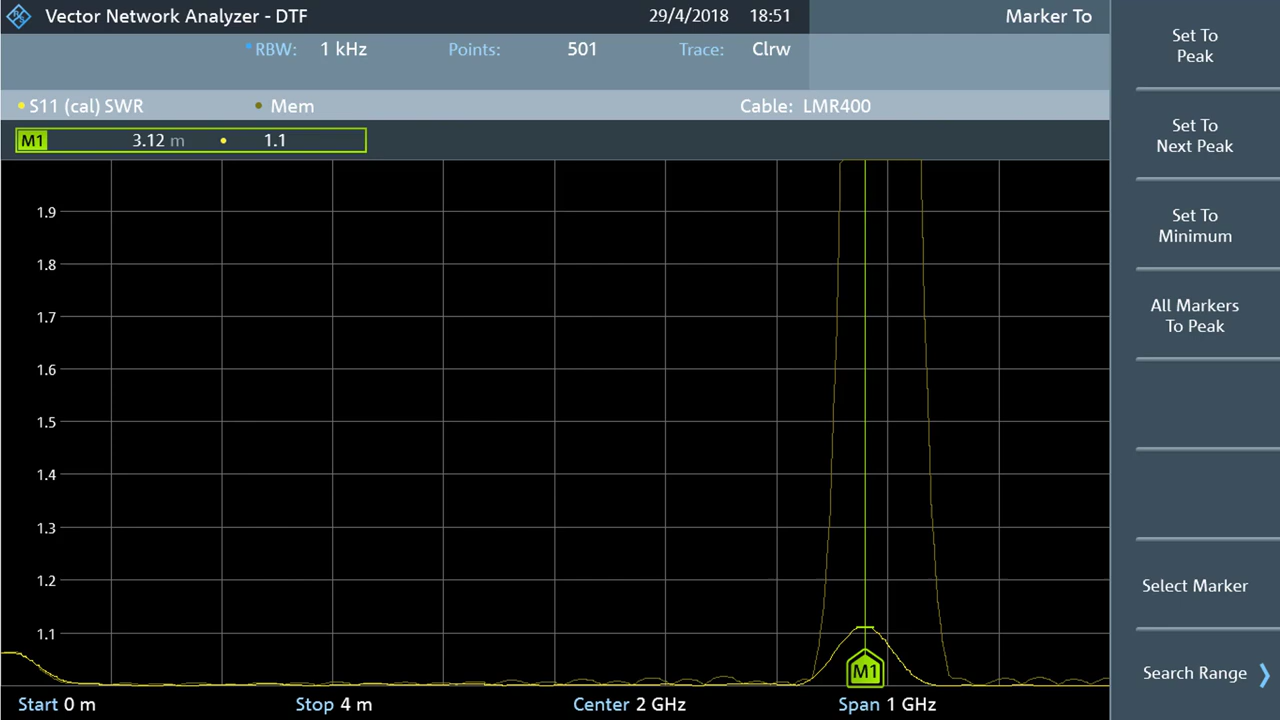 Vector Network Analyzer - DTF 29/4/2018 18:51 Marker To
RBW: 1 kHz Points: 501 Trace: Clrw
S11 (cal) SWR Mem Cable: LMR400
M1 3.12 m 1.1
1.9
1.8
1.7
1.6
1.5
1.4
1.3
1.2
1.1
M1
Start 0 m Stop 4 m Center 2 GHz Span 1 GHz
Set To
Peak
Set To
Next Peak
Set To
Minimum
All Markers
To Peak
Select Marker
Search Range